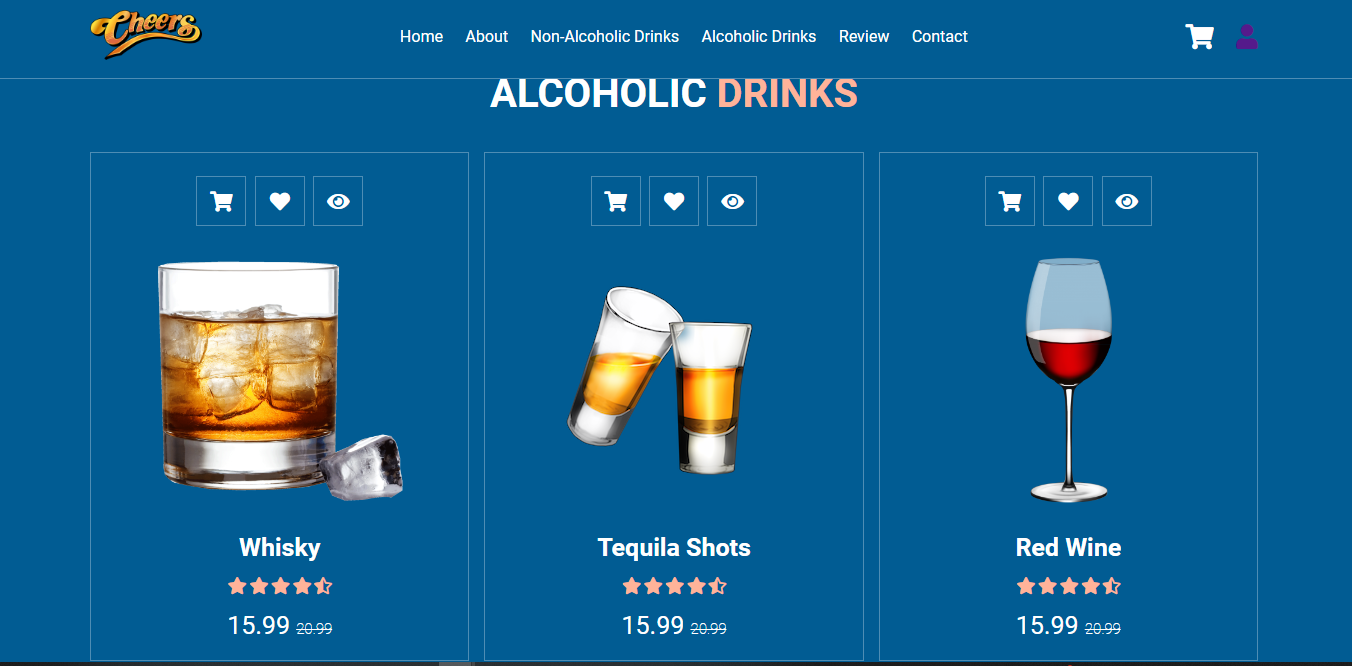 Cheers
Home About Non-Alcoholic Drinks Alcoholic Drinks Review Contact
ALCOHOLIC DRINKS
Whisky
15.99 20.99
Tequila Shots
15.99 20.99
Red Wine
15.99 20.99